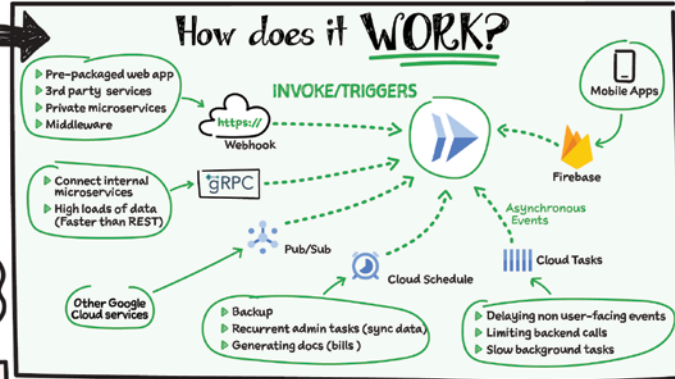 How does it WORK?
INVOKE/TRIGGERS
Pre-packaged web app
3rd party services
Private microservices
Middleware
https://
Webhook
Mobile Apps
Firebase
Connect internal
microservices
High loads of data
(Faster than REST)
gRPC
Asynchronous
Events
Pub/Sub
Cloud Schedule
Cloud Tasks
Other Google
Cloud services
Backup
Recurrent admin tasks (sync data)
Generating docs (bills )
Delaying non user-facing events
Limiting backend calls
Slow background tasks